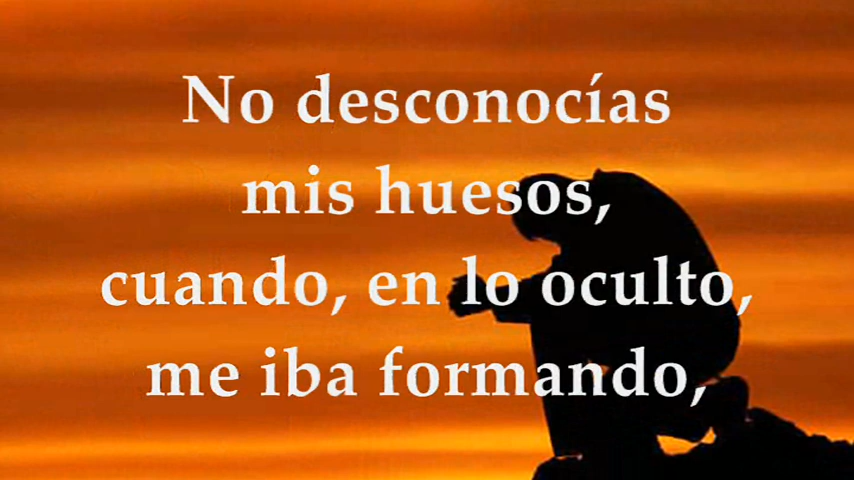 No desconocías
mis huesos,
cuando, en lo oculto,
me iba formando,